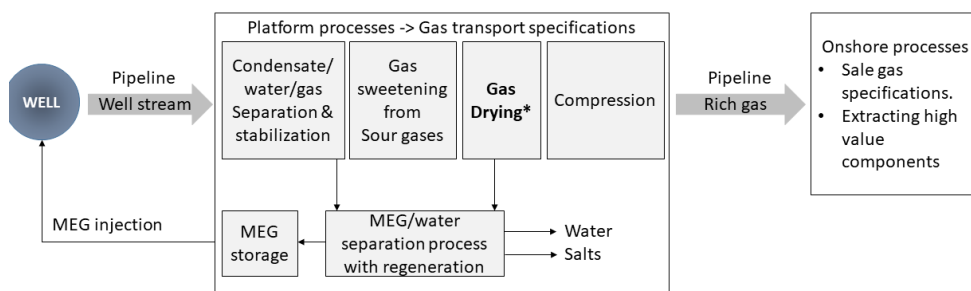 Platform processes -> Gas transport specifications
WELL
Pipeline
Well stream
Condensate/
water/gas
Separation &
stabilization
Gas
sweetening
from
Sour gases
Gas
Drying*
Compression
Pipeline
Rich gas
Onshore processes
• Sale gas
specifications.
• Extracting high
value
components
MEG injection
MEG
storage
MEG/water
separation process
with regeneration
Water
Salts